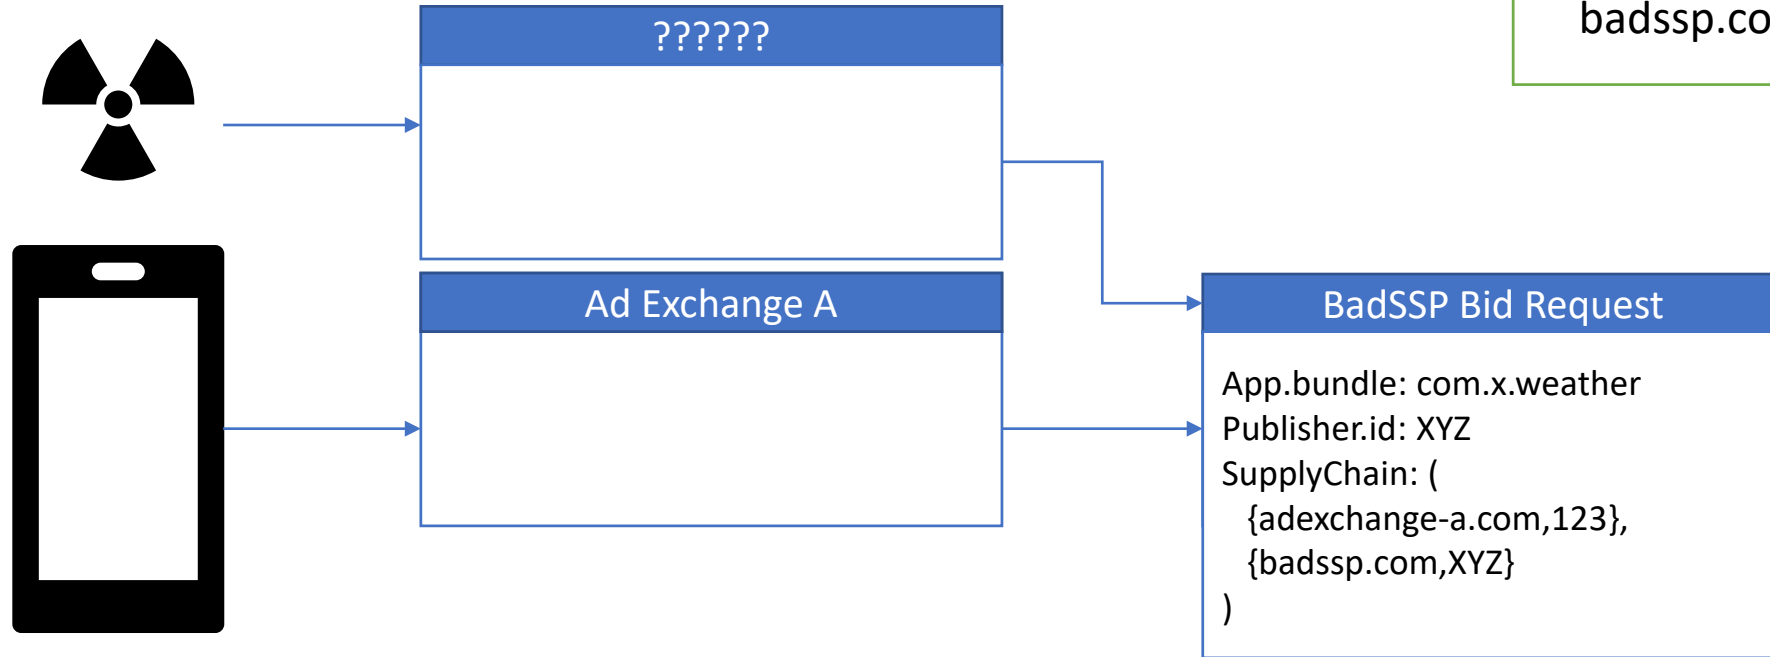 ??????
badssp.co
Ad Exchange A
BadSSP Bid Request
App.bundle: com.x.weather
Publisher.id: XYZ
SupplyChain: (
{adexchange-a.com,123},
{badssp.com,XYZ}
)